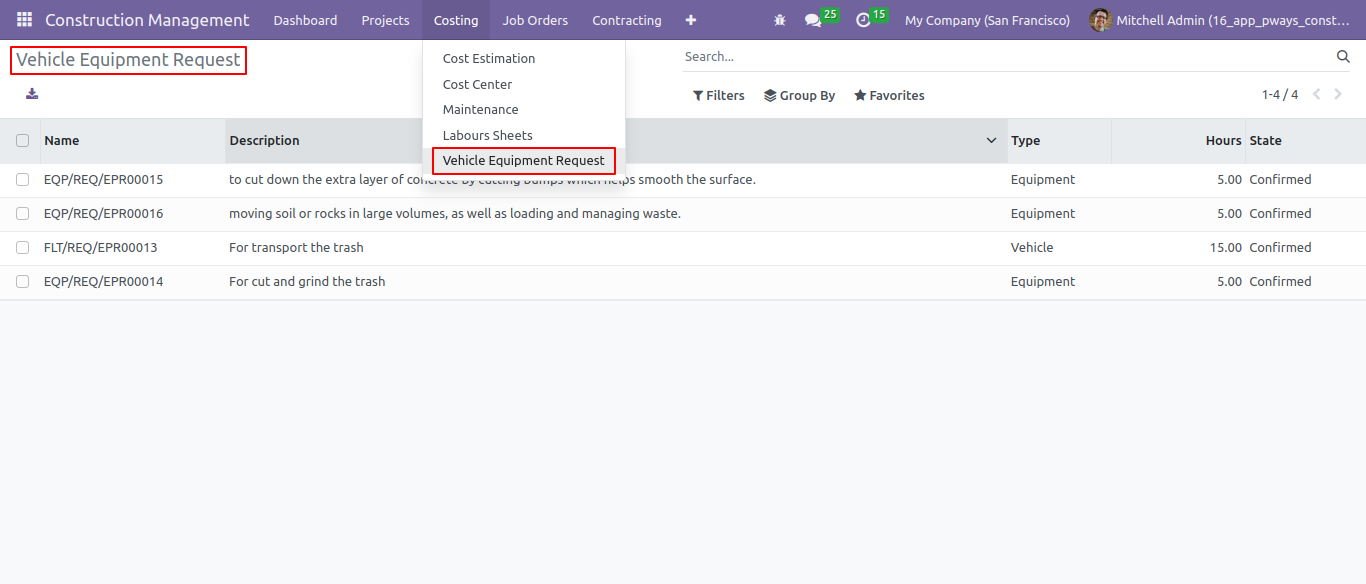 Construction Management Dashboard Projects Costing Job Orders Contracting 25 15 My Company (San Francisco) Mitchell Admin (16_app_pways_const...
Vehicle Equipment Request
Search...
Cost Estimation
Cost Center
Maintenance
Labours Sheets
Vehicle Equipment Request
Filters Group By Favorites 1-4 / 4
Name Description Type Hours State
EQP/REQ/EPR00015 to cut down the extra layer of concrete by cutting bumps which helps smooth the surface. Equipment 5.00 Confirmed
EQP/REQ/EPR00016 moving soil or rocks in large volumes, as well as loading and managing waste. Equipment 5.00 Confirmed
FLT/REQ/EPR00013 For transport the trash Vehicle 15.00 Confirmed
EQP/REQ/EPR00014 For cut and grind the trash Equipment 5.00 Confirmed